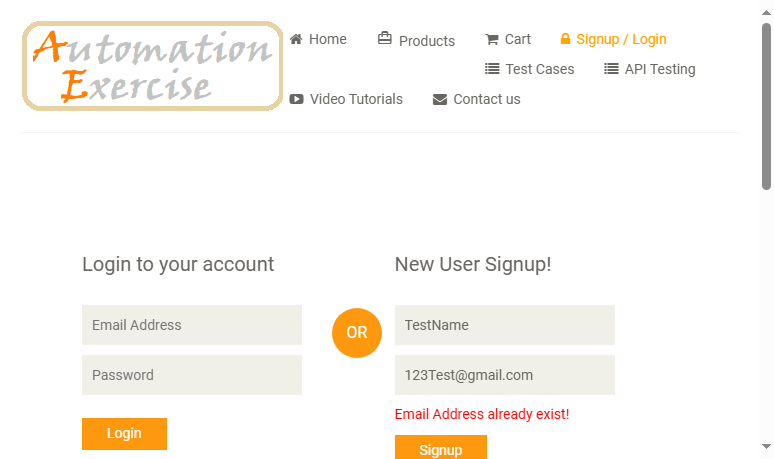 Automation
Exercise
Home
Products
Cart
Signup / Login
Test Cases
API Testing
Video Tutorials
Contact us
Login to your account
Email Address
Password
Login
OR
New User Signup!
TestName
123Test@gmail.com
Email Address already exist!
Signup